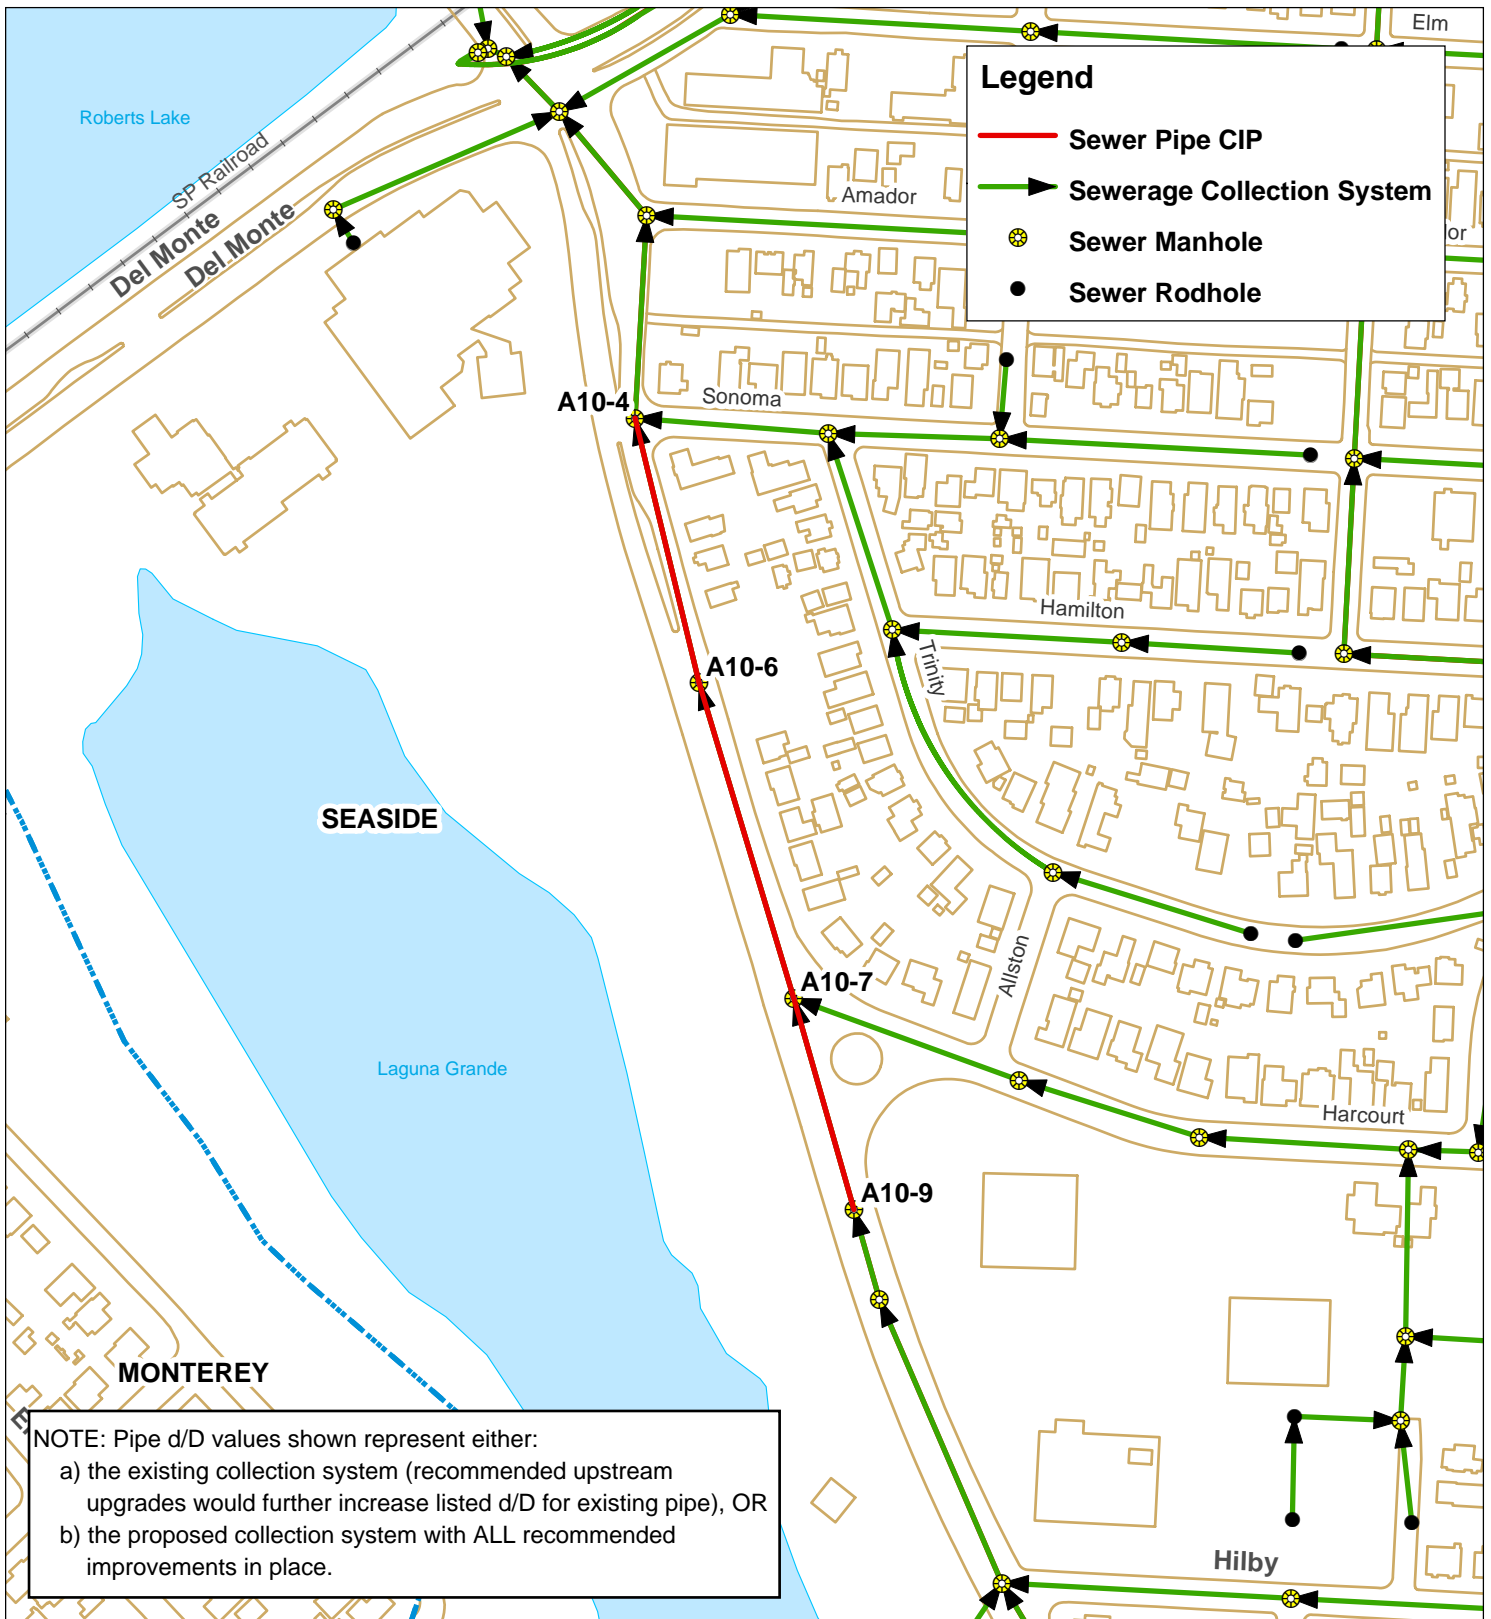 Elm
Legend
Sewer Pipe CIP
Sewerage Collection System
Sewer Manhole
Sewer Rodhole
Roberts Lake
SP Railroad
Del Monte
Del Monte
Amador
A10-4
Sonoma
Hamilton
Trinity
A10-6
SEASIDE
A10-7
Allston
Laguna Grande
Harcourt
A10-9
MONTEREY
NOTE: Pipe d/D values shown represent either:
a) the existing collection system (recommended upstream
upgrades would further increase listed d/D for existing pipe), OR
b) the proposed collection system with ALL recommended
improvements in place.
Hilby